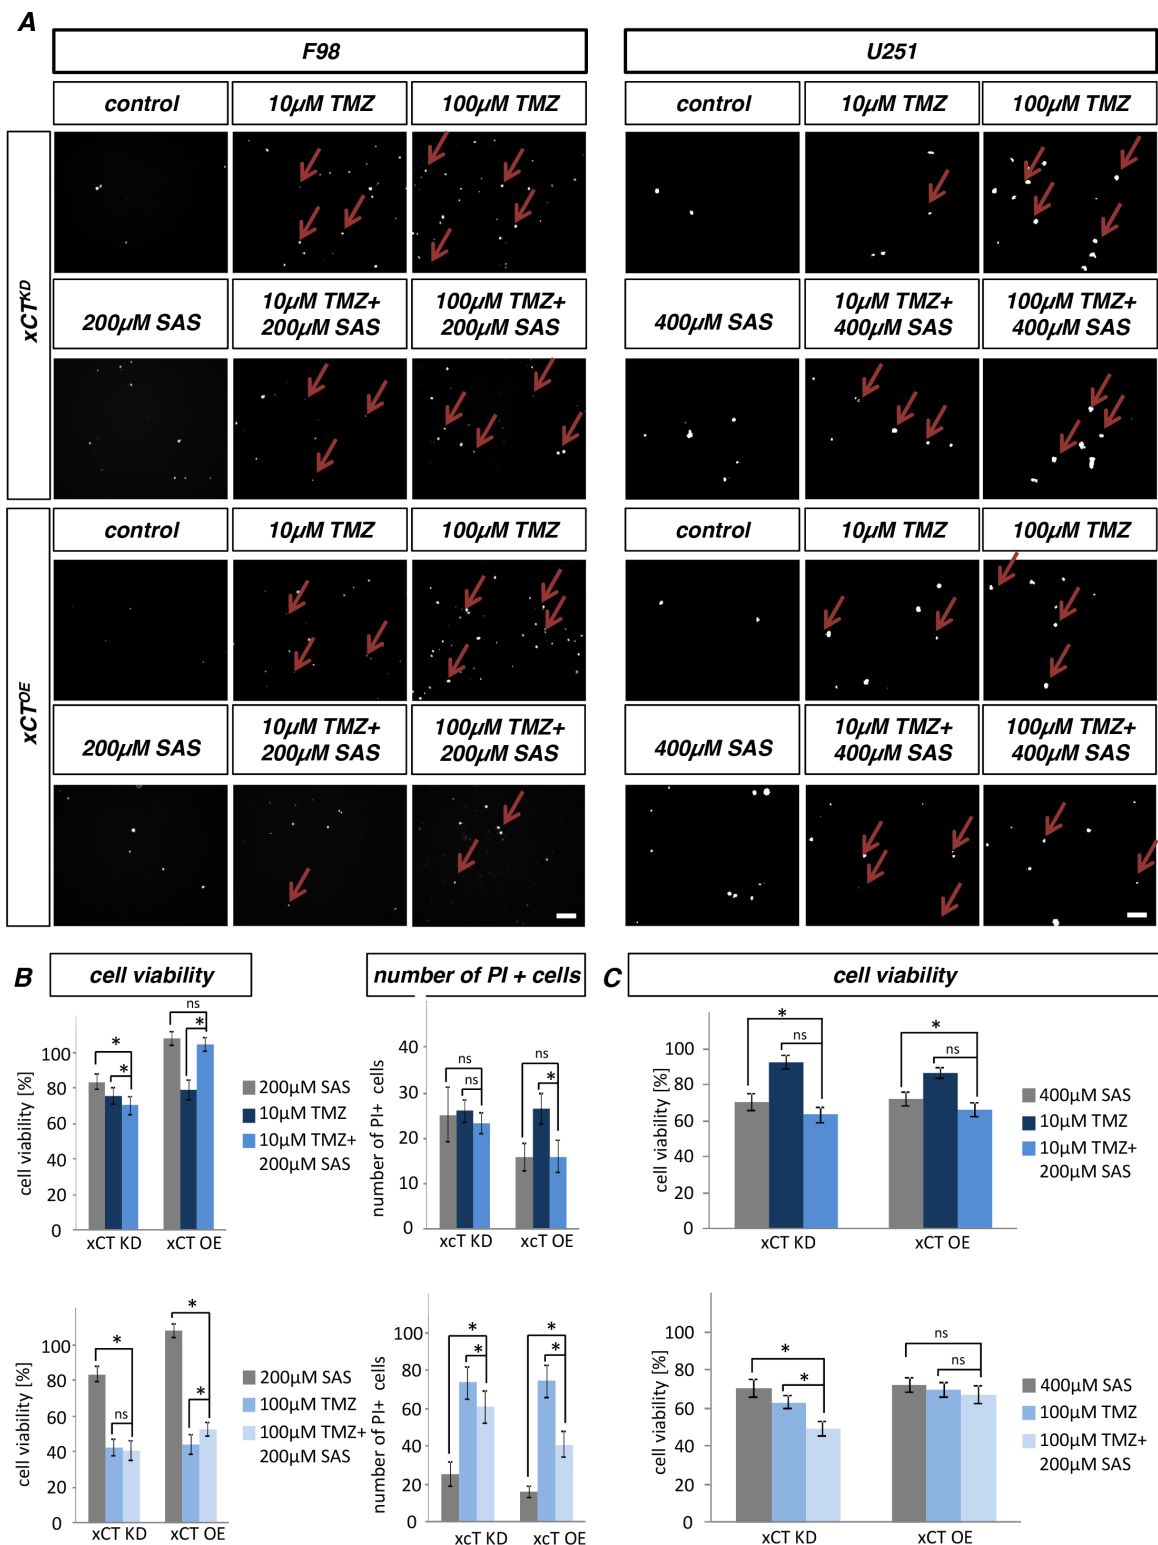 A
F98
U251
control
10µM TMZ
100µM TMZ
control
10µM TMZ
100µM TMZ
xCTKD
200µM SAS
10µM TMZ+
200µM SAS
100µM TMZ+
200µM SAS
400µM SAS
10µM TMZ+
400µM SAS
100µM TMZ+
400µM SAS
control
10µM TMZ
100µM TMZ
control
10µM TMZ
100µM TMZ
xCTOE
200µM SAS
10µM TMZ+
200µM SAS
100µM TMZ+
200µM SAS
400µM SAS
10µM TMZ+
400µM SAS
100µM TMZ+
400µM SAS
B
cell viability
cell viability [%]
100
80
60
40
20
0
*
*
ns
*
xCT KD
xCT OE
200µM SAS
10µM TMZ
10µM TMZ+
200µM SAS
number of PI + cells
number of PI+ cells
40
30
20
10
0
ns
ns
ns
*
xcT KD
xcT OE
C
cell viability
cell viability [%]
100
80
60
40
20
0
*
ns
*
ns
xCT KD
xCT OE
400µM SAS
10µM TMZ
10µM TMZ+
200µM SAS
cell viability [%]
100
80
60
40
20
0
*
ns
*
*
xCT KD
xCT OE
200µM SAS
100µM TMZ
100µM TMZ+
200µM SAS
number of PI+ cells
100
80
60
40
20
0
*
*
*
*
xcT KD
xcT OE
cell viability [%]
100
80
60
40
20
0
*
*
ns
ns
xCT KD
xCT OE
400µM SAS
100µM TMZ
100µM TMZ+
200µM SAS